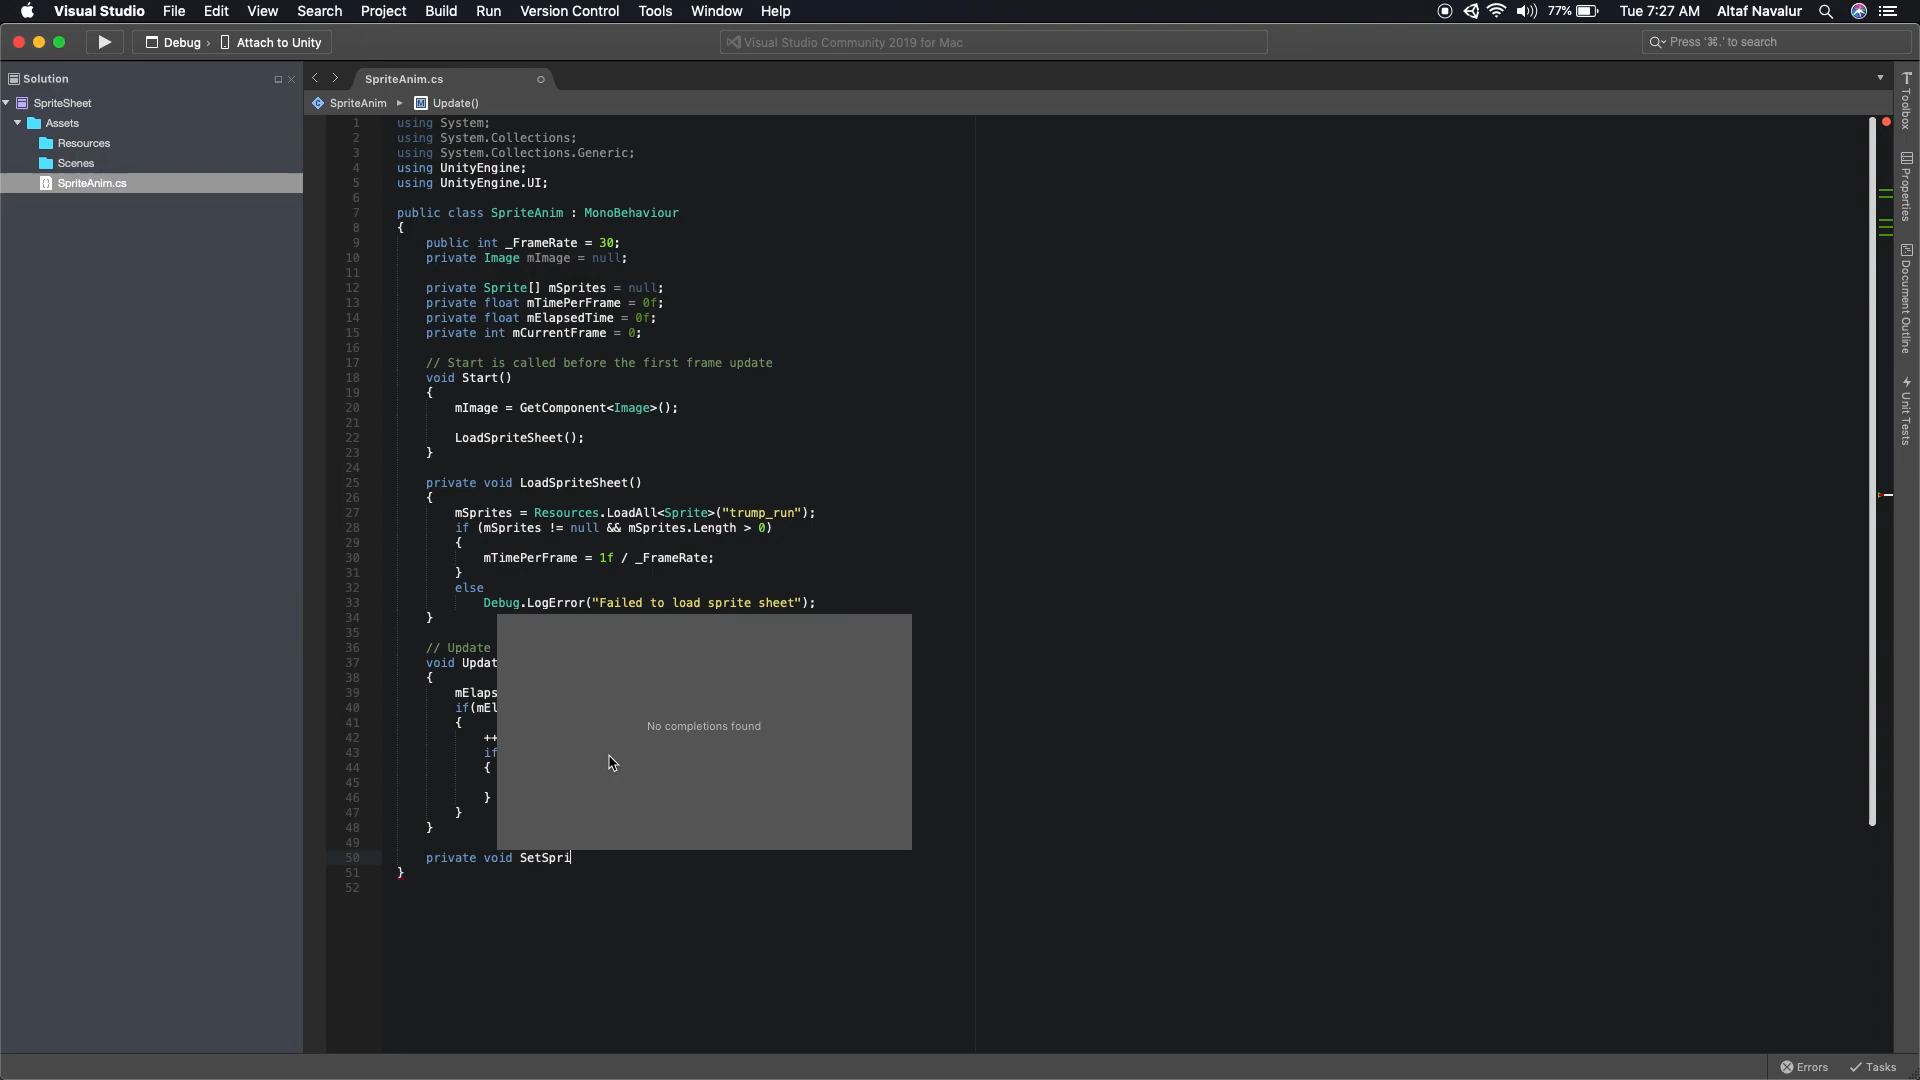 Visual Studio File Edit View Search Project Build Run Version Control Tools Window Help
77% Tue 7:27 AM Altaf Navalur
Debug › Attach to Unity
Visual Studio Community 2019 for Mac
Press '⌘.' to search
Solution
SpriteSheet
Assets
Resources
Scenes
SpriteAnim.cs
SpriteAnim.cs
SpriteAnim ▸ Update()
1 using System;
2 using System.Collections;
3 using System.Collections.Generic;
4 using UnityEngine;
5 using UnityEngine.UI;
6
7 public class SpriteAnim : MonoBehaviour
8 {
9 public int _FrameRate = 30;
10 private Image mImage = null;
11
12 private Sprite[] mSprites = null;
13 private float mTimePerFrame = 0f;
14 private float mElapsedTime = 0f;
15 private int mCurrentFrame = 0;
16
17 // Start is called before the first frame update
18 void Start()
19 {
20 mImage = GetComponent<Image>();
21
22 LoadSpriteSheet();
23 }
24
25 private void LoadSpriteSheet()
26 {
27 mSprites = Resources.LoadAll<Sprite>("trump_run");
28 if (mSprites != null && mSprites.Length > 0)
29 {
30 mTimePerFrame = 1f / _FrameRate;
31 }
32 else
33 Debug.LogError("Failed to load sprite sheet");
34 }
35
36 // Update
37 void Updat
38 {
39 mElaps
40 if(mEl
41 {
42 ++
43 if
44 {
45
46 }
47 }
48 }
49
50 private void SetSpri
51 }
52
No completions found
Toolbox
Properties
Document Outline
Unit Tests
Errors
Tasks